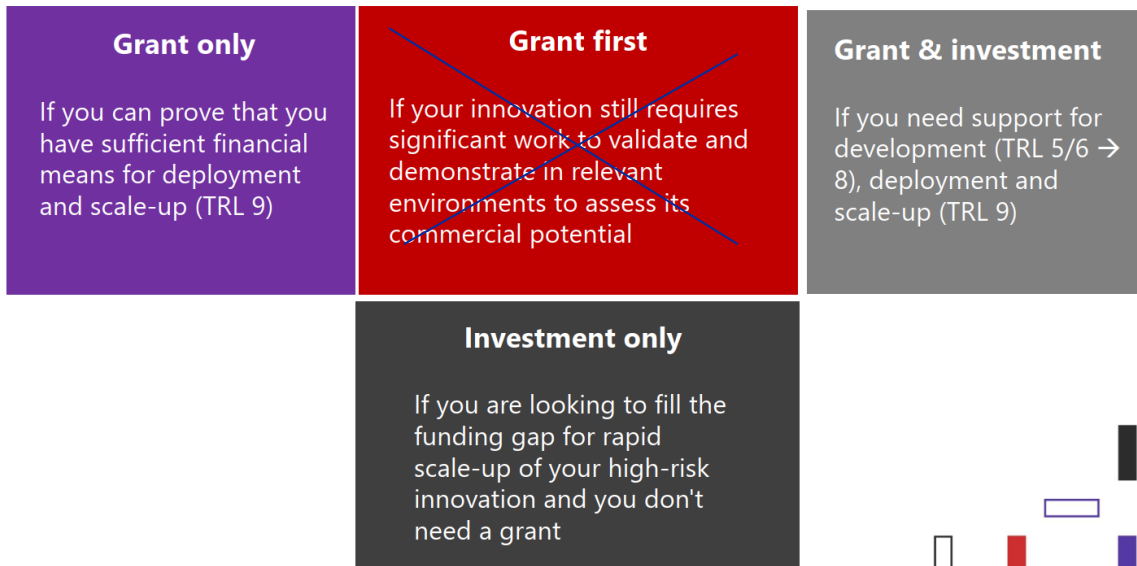 Grant only
If you can prove that you
have sufficient financial
means for deployment
and scale-up (TRL 9)
Grant first
If your innovation still requires
significant work to validate and
demonstrate in relevant
environments to assess its
commercial potential
Grant & investment
If you need support for
development (TRL 5/6 →
8), deployment and
scale-up (TRL 9)
Investment only
If you are looking to fill the
funding gap for rapid
scale-up of your high-risk
innovation and you don't
need a grant